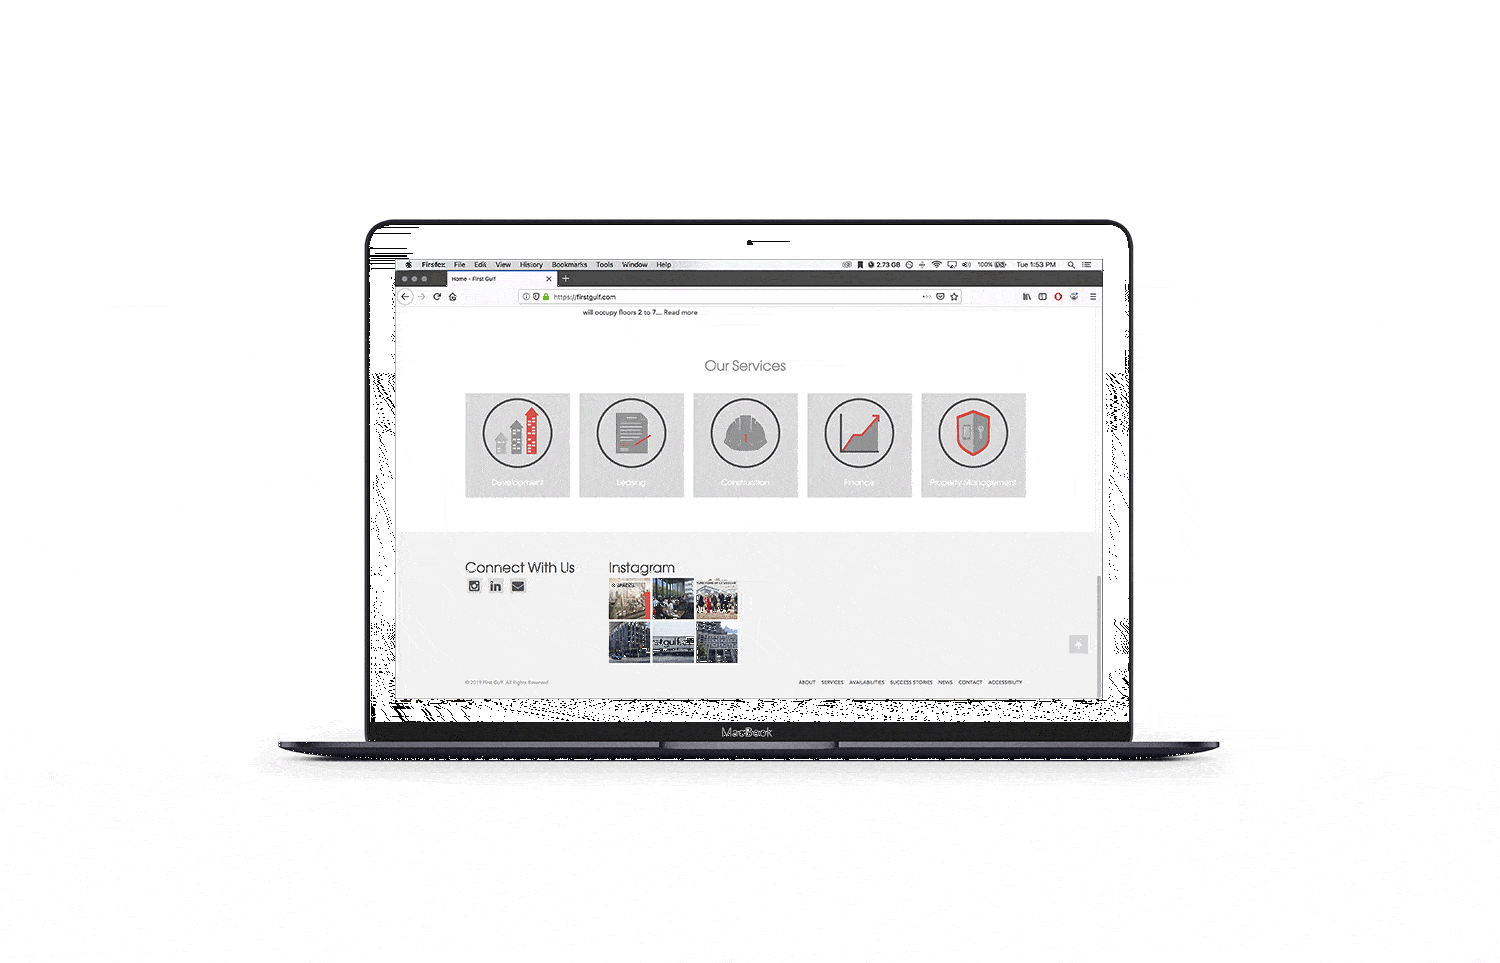 Firefox File Edit View History Bookmarks Tools Window Help 2.73 GB 100% Tue 1:53 PM
Home - First Gulf
https://firstgulf.com
will occupy floors 2 to 7... Read more
Our Services
Development Leasing Construction Finance Property Management
Connect With Us Instagram
in
© 2019 First Gulf. All Rights Reserved.
ABOUT SERVICES AVAILABILITIES SUCCESS STORIES NEWS CONTACT ACCESSIBILITY
MacBook